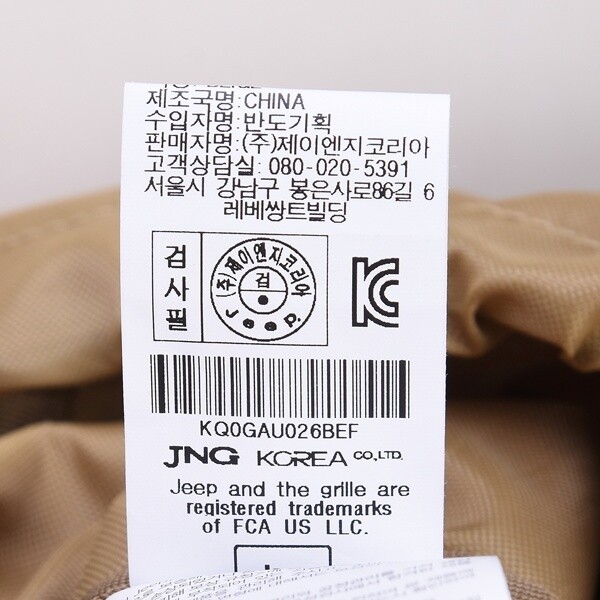 제조국명:CHINA
수입자명:반도기획
판매자명:(주)제이엔지코리아
고객상담실: 080-020-5391
서울시 강남구 봉은사로86길 6
레베쌍트빌딩
검사필
(주)제이엔지코리아
검
Jeep.
KC
KQ0GAU026BEF
JNG KOREA CO.,LTD.
Jeep and the grille are
registered trademarks
of FCA US LLC.